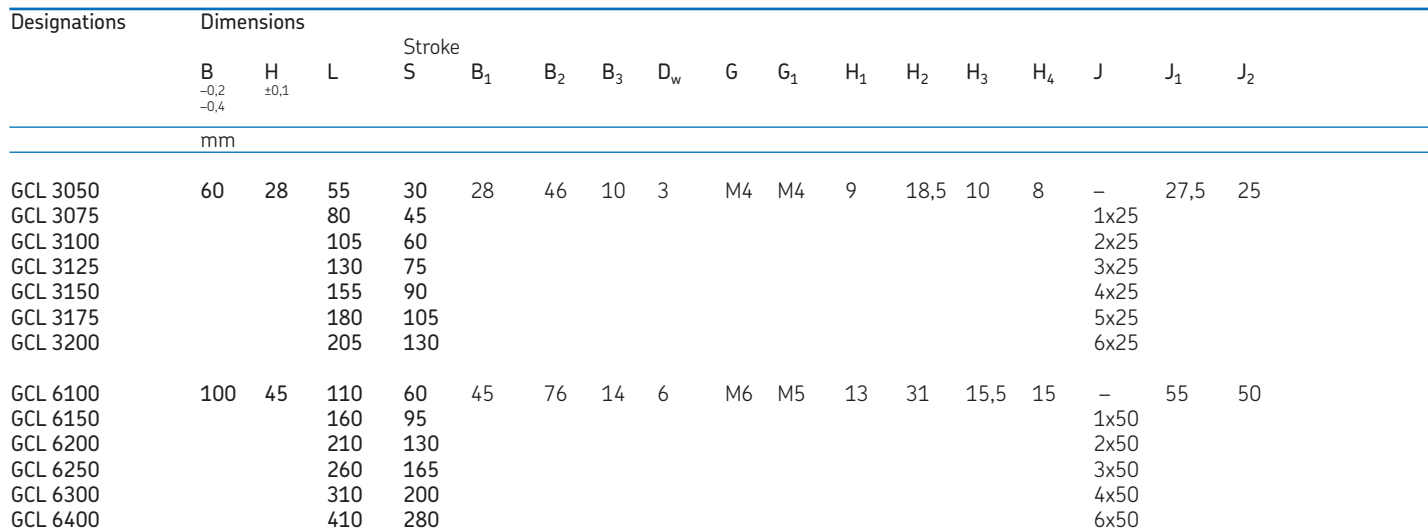 Designations Dimensions
Stroke
B H L S B₁ B₂ B₃ D_w G G₁ H₁ H₂ H₃ H₄ J J₁ J₂
–0,2 ±0,1
–0,4
mm
GCL 3050 60 28 55 30 28 46 10 3 M4 M4 9 18,5 10 8 – 27,5 25
GCL 3075 80 45 1x25
GCL 3100 105 60 2x25
GCL 3125 130 75 3x25
GCL 3150 155 90 4x25
GCL 3175 180 105 5x25
GCL 3200 205 130 6x25
GCL 6100 100 45 110 60 45 76 14 6 M6 M5 13 31 15,5 15 – 55 50
GCL 6150 160 95 1x50
GCL 6200 210 130 2x50
GCL 6250 260 165 3x50
GCL 6300 310 200 4x50
GCL 6400 410 280 6x50